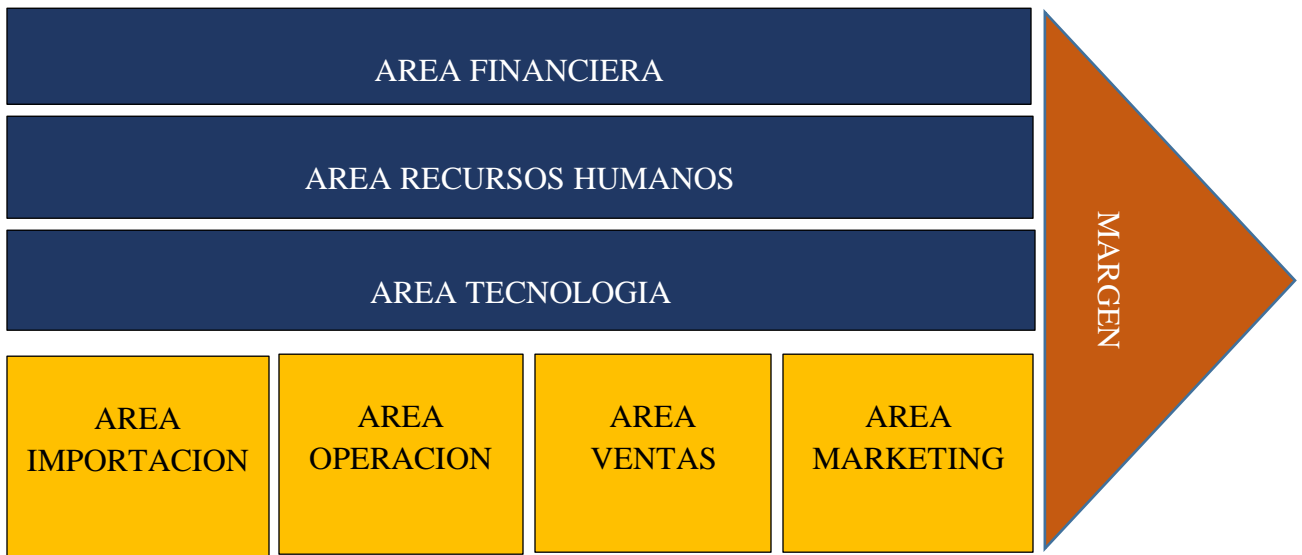 AREA FINANCIERA
AREA RECURSOS HUMANOS
AREA TECNOLOGIA
MARGEN
AREA
IMPORTACION
AREA
OPERACION
AREA
VENTAS
AREA
MARKETING